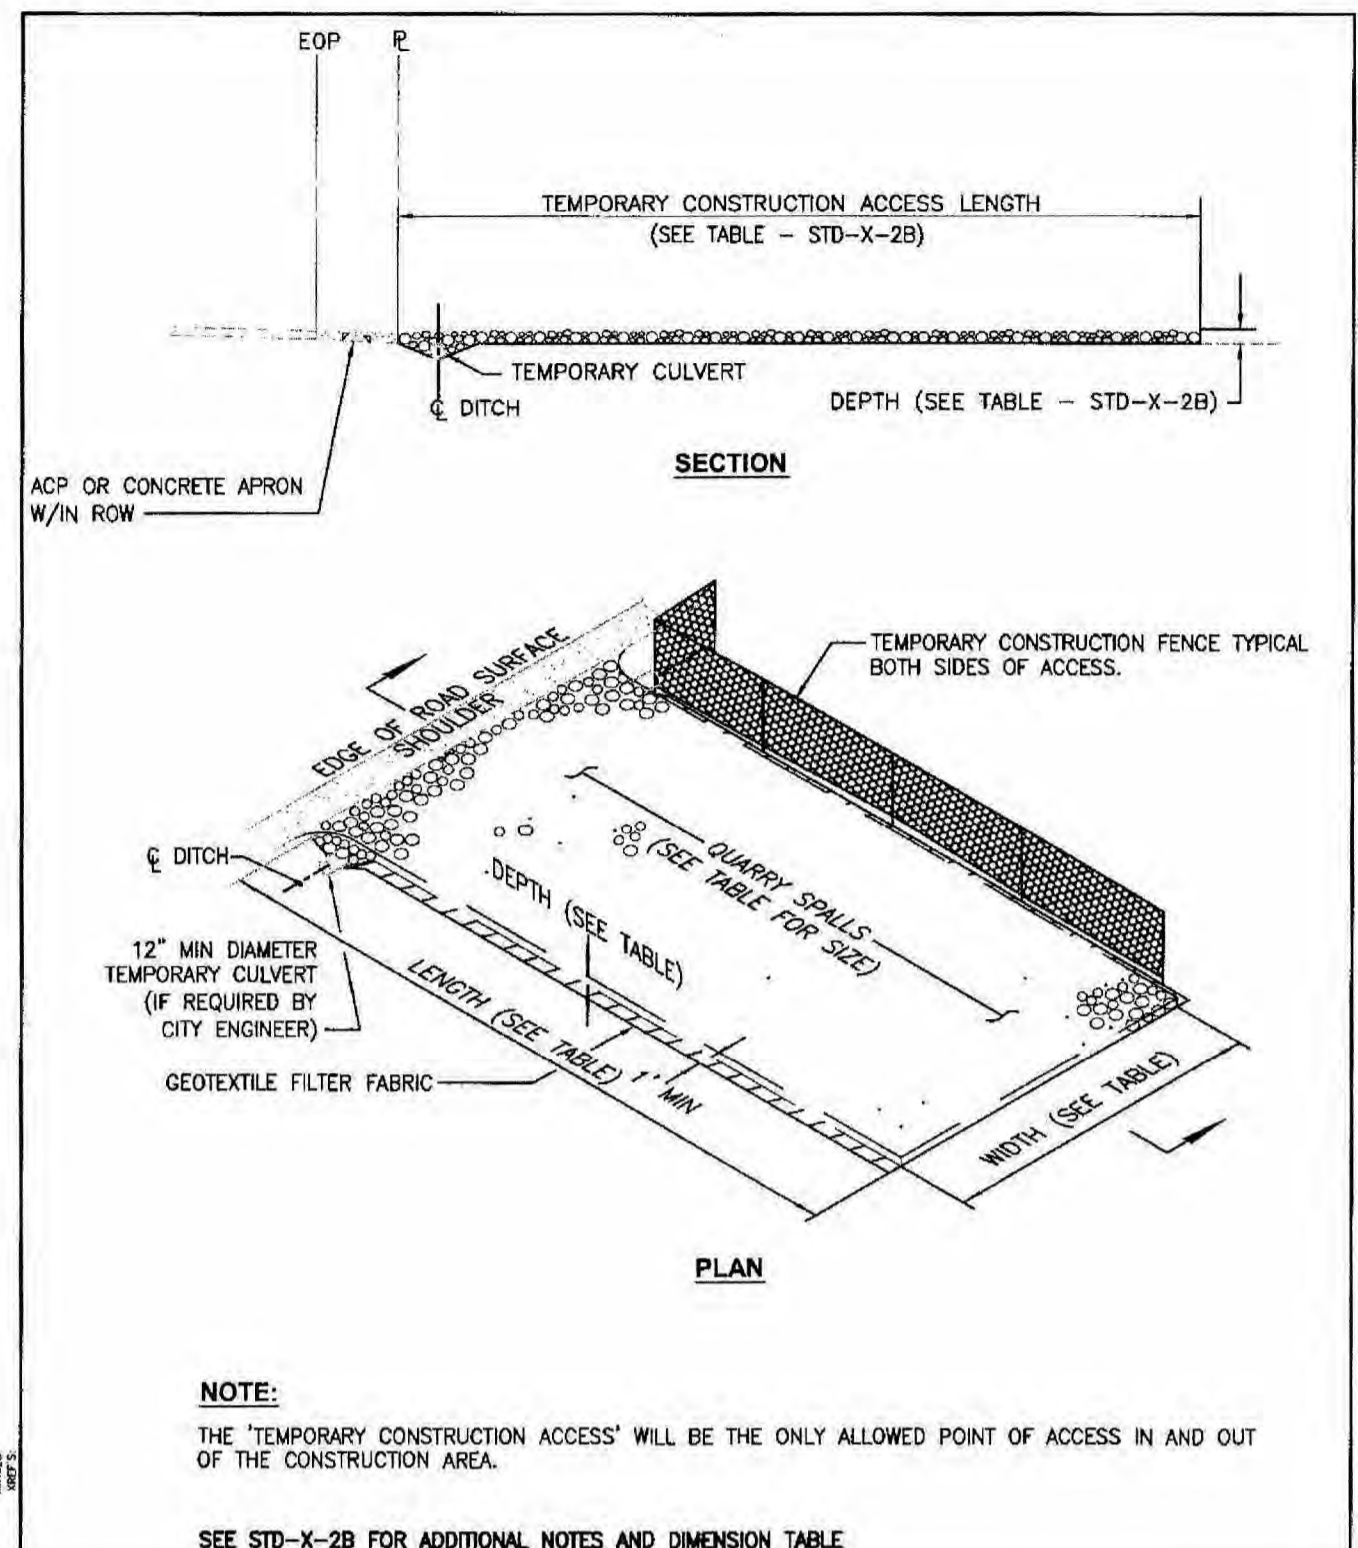 EOP
PL
TEMPORARY CONSTRUCTION ACCESS LENGTH
(SEE TABLE - STD-X-2B)
TEMPORARY CULVERT
CL DITCH
DEPTH (SEE TABLE - STD-X-2B)
SECTION
ACP OR CONCRETE APRON
W/IN ROW
TEMPORARY CONSTRUCTION FENCE TYPICAL
BOTH SIDES OF ACCESS.
EDGE OF ROAD SURFACE
SHOULDER
QUARRY SPALLS
(SEE TABLE FOR SIZE)
CL DITCH
DEPTH (SEE TABLE)
12" MIN DIAMETER
TEMPORARY CULVERT
(IF REQUIRED BY
CITY ENGINEER)
LENGTH (SEE TABLE)
1' MIN
GEOTEXTILE FILTER FABRIC
WIDTH (SEE TABLE)
PLAN
NOTE:
THE 'TEMPORARY CONSTRUCTION ACCESS' WILL BE THE ONLY ALLOWED POINT OF ACCESS IN AND OUT
OF THE CONSTRUCTION AREA.
XREF'S:
SEE STD-X-2B FOR ADDITIONAL NOTES AND DIMENSION TABLE